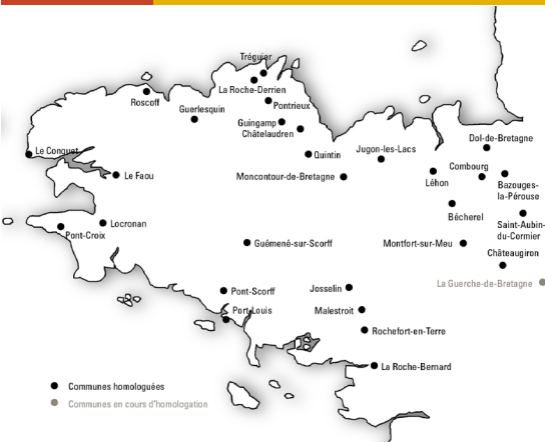 Tréguier
La Roche-Derrien
Roscoff
Pontrieux
Guerlesquin
Guingamp
Châtelaudren
Dol-de-Bretagne
Le Conquet
Quintin
Jugon-les-Lacs
Combourg
Le Faou
Moncontour-de-Bretagne
Léhon
Bazouges-
la-Pérouse
Bécherel
Saint-Aubin-
du-Cormier
Locronan
Pont-Croix
Guémené-sur-Scorff
Montfort-sur-Meu
Châteaugiron
La Guerche-de-Bretagne
Pont-Scorff
Josselin
Port-Louis
Malestroit
Rochefort-en-Terre
La Roche-Bernard
Communes homologuées
Communes en cours d'homologation